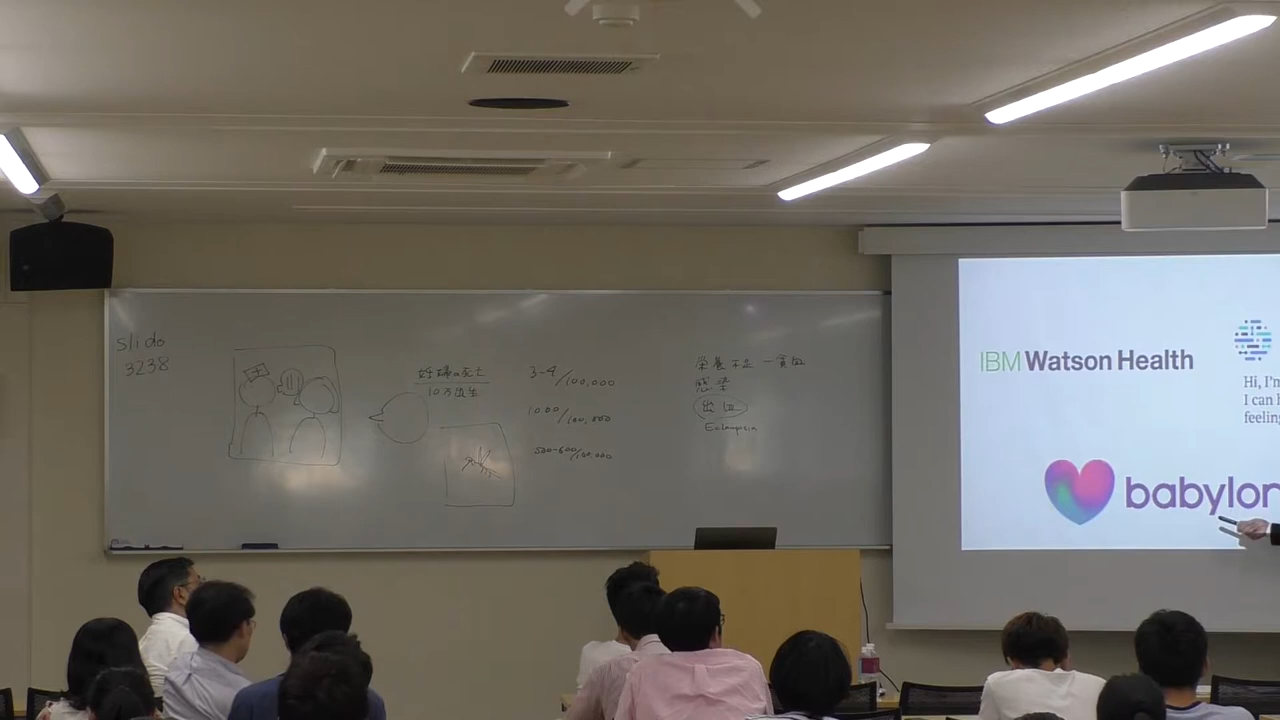 slido
3238
妊婦の死亡
10万出生
3-4/100,000
1000/100,000
500-600/100,000
栄養不足 - 貧血
感染
出血
Eclampsia
IBM Watson Health
Hi, I'm
I can
feeling
babylon